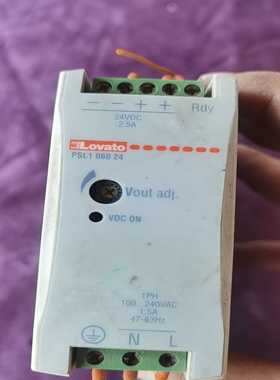 − − + + Rdy
24VDC
2.5A
Lovato
PSL1 060 24
Vout adj.
VDC ON
1PH
100...240VAC
1.5A
47-63Hz
N L